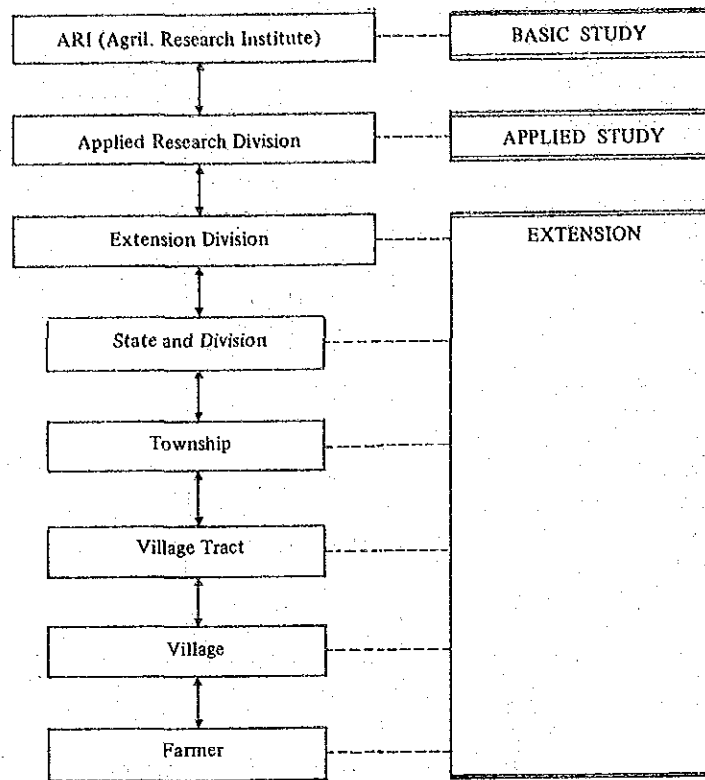 ARI (Agril. Research Institute)
BASIC STUDY
Applied Research Division
APPLIED STUDY
Extension Division
EXTENSION
State and Division
Township
Village Tract
Village
Farmer